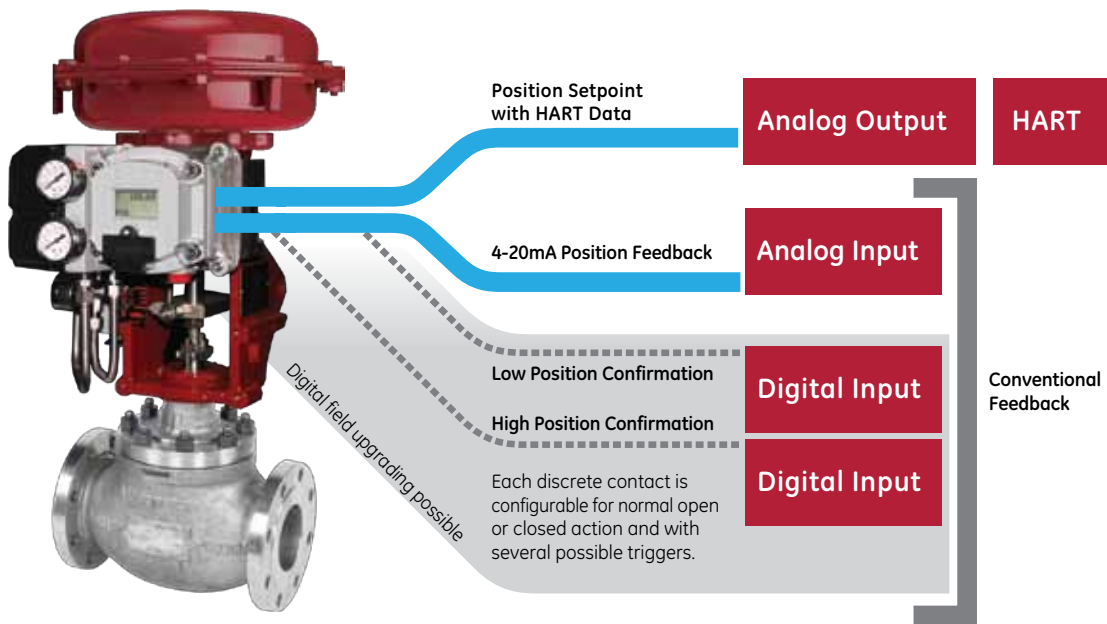 Position Setpoint
with HART Data
Analog Output
HART
4-20mA Position Feedback
Analog Input
Low Position Confirmation
Digital Input
High Position Confirmation
Digital Input
Conventional
Feedback
Digital field upgrading possible
Each discrete contact is
configurable for normal open
or closed action and with
several possible triggers.